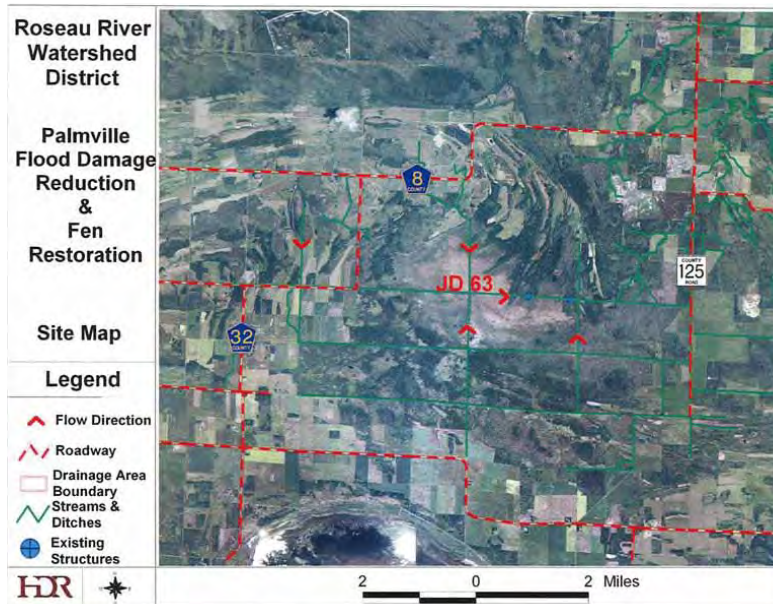 Roseau River
Watershed
District
Palmville
Flood Damage
Reduction
&
Fen
Restoration
Site Map
Legend
Flow Direction
Roadway
Drainage Area
Boundary
Streams &
Ditches
Existing
Structures
HDR
8
COUNTY
JD 63
COUNTY
125
ROAD
32
COUNTY
2 0 2 Miles